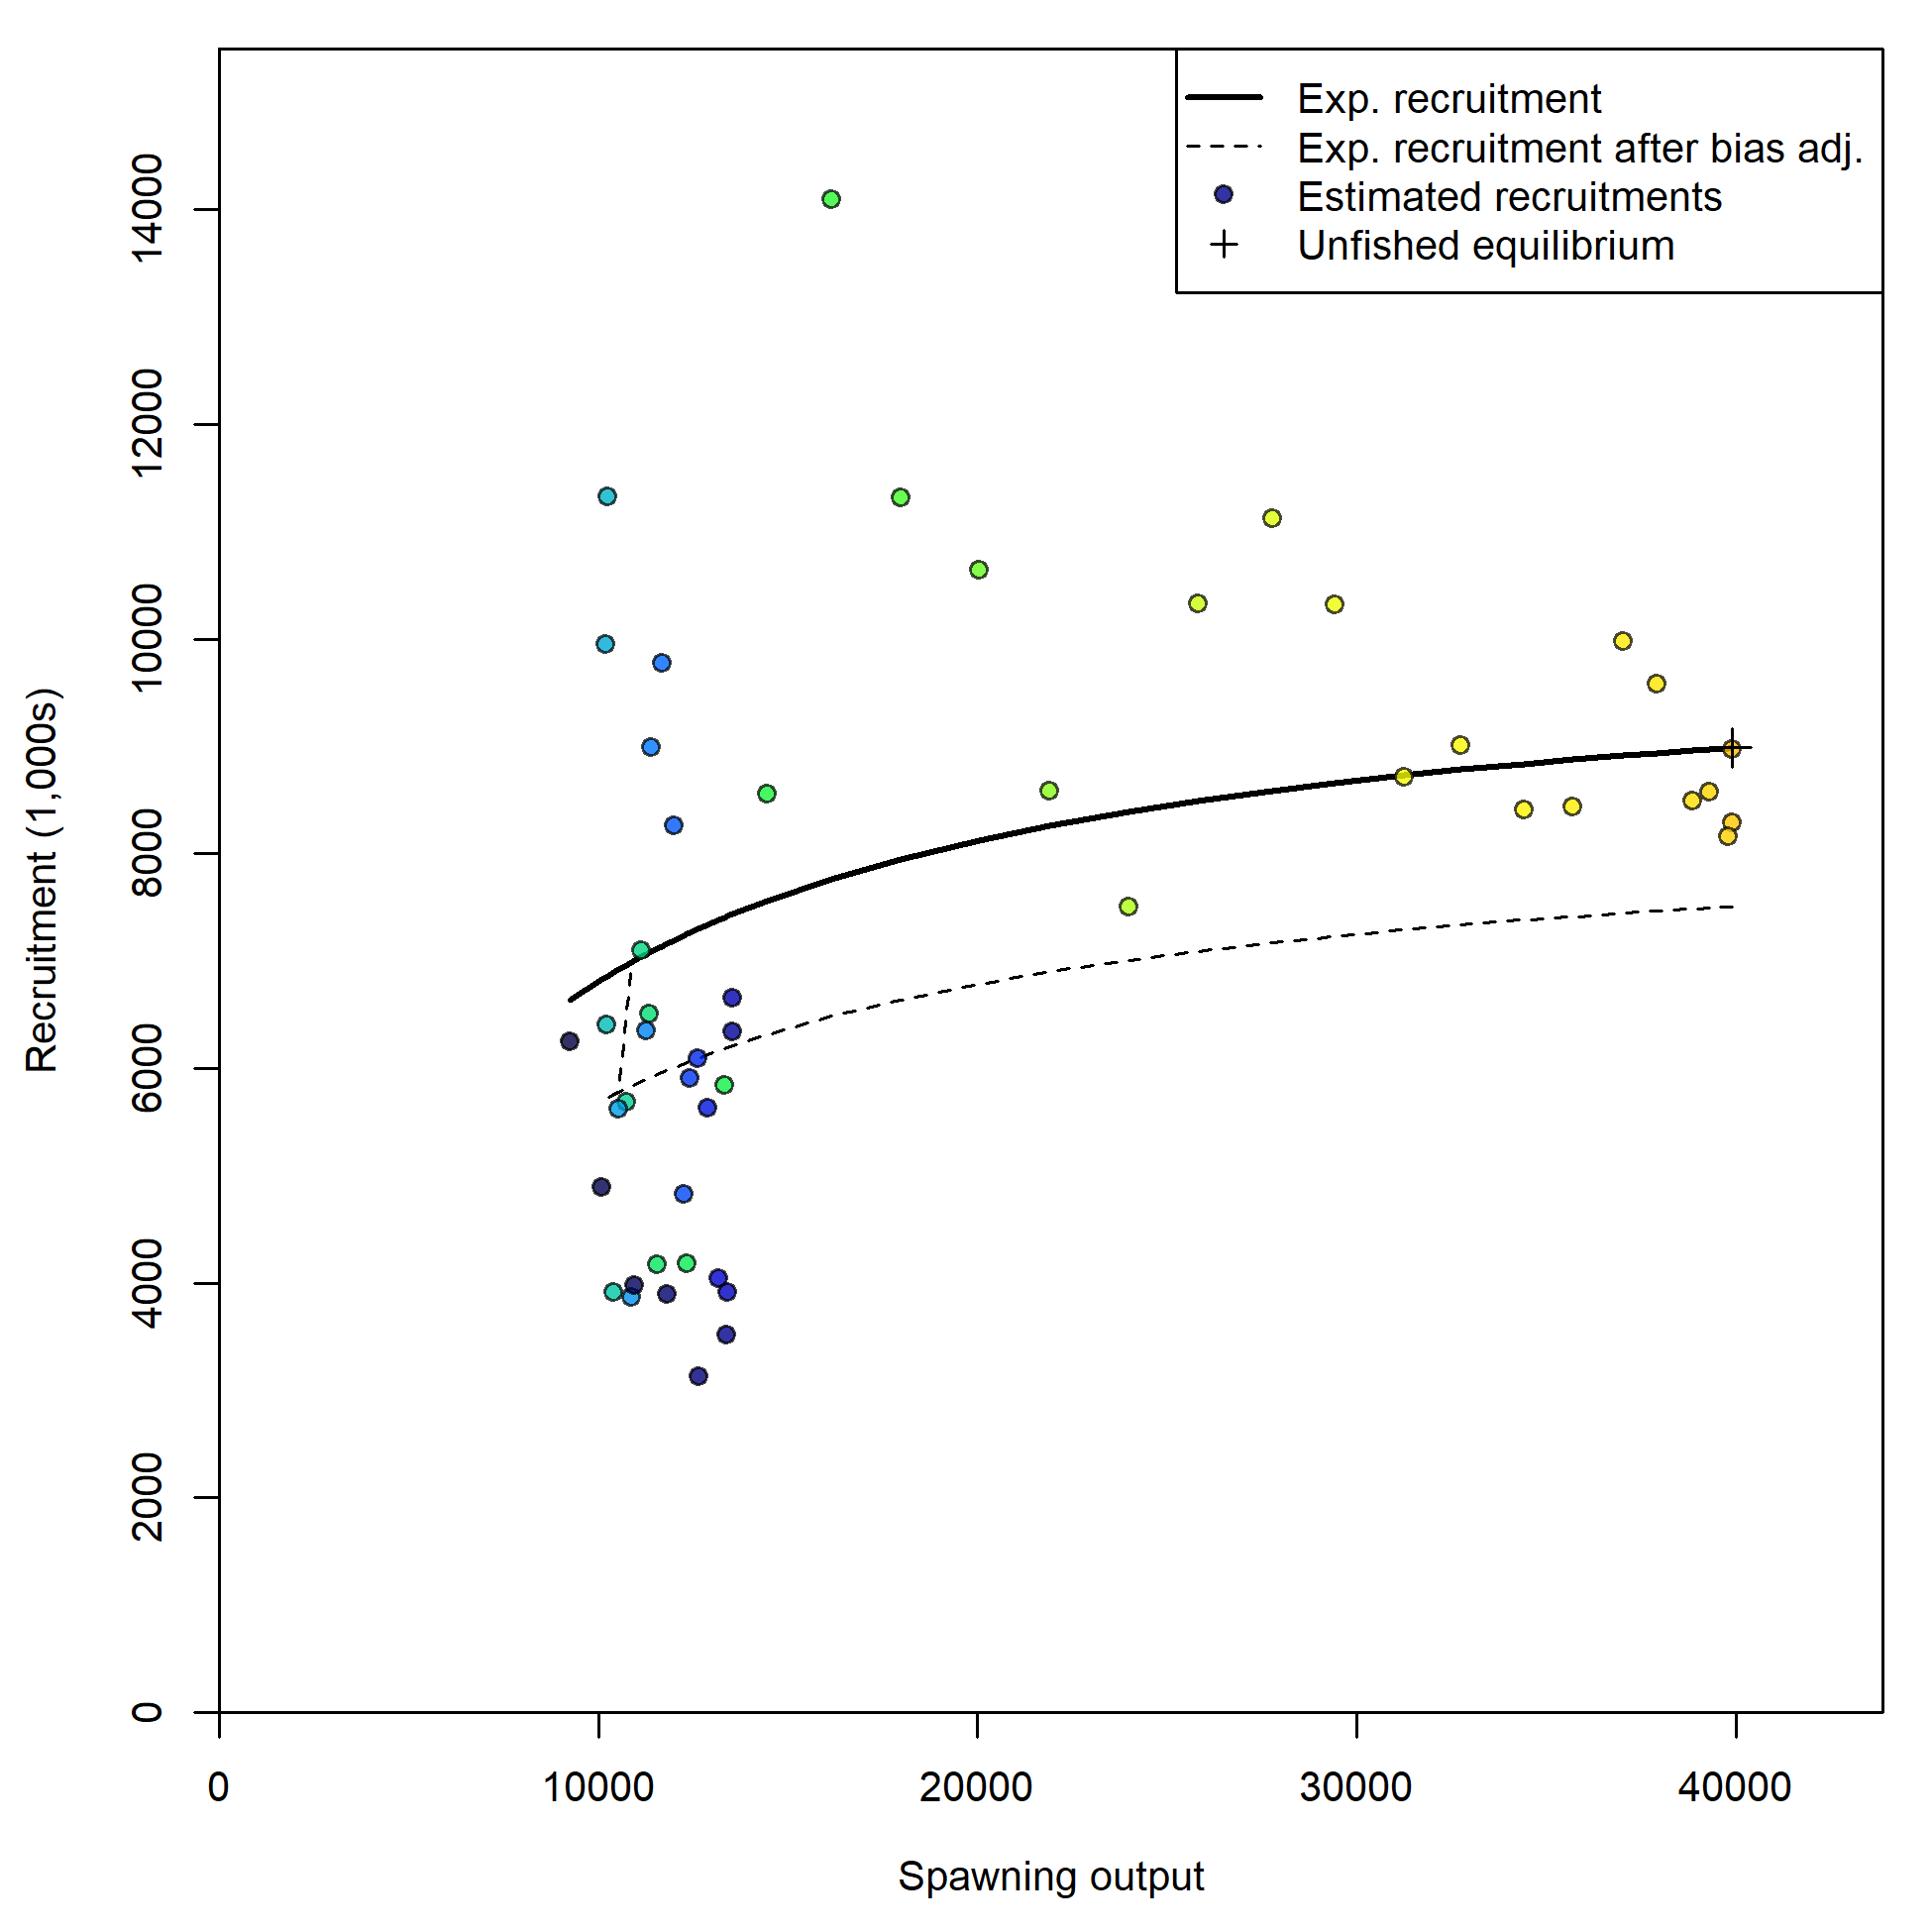 Exp. recruitment
Exp. recruitment after bias adj.
Estimated recruitments
Unfished equilibrium
14000
12000
10000
8000
6000
4000
2000
0
Recruitment (1,000s)
0 10000 20000 30000 40000
Spawning output